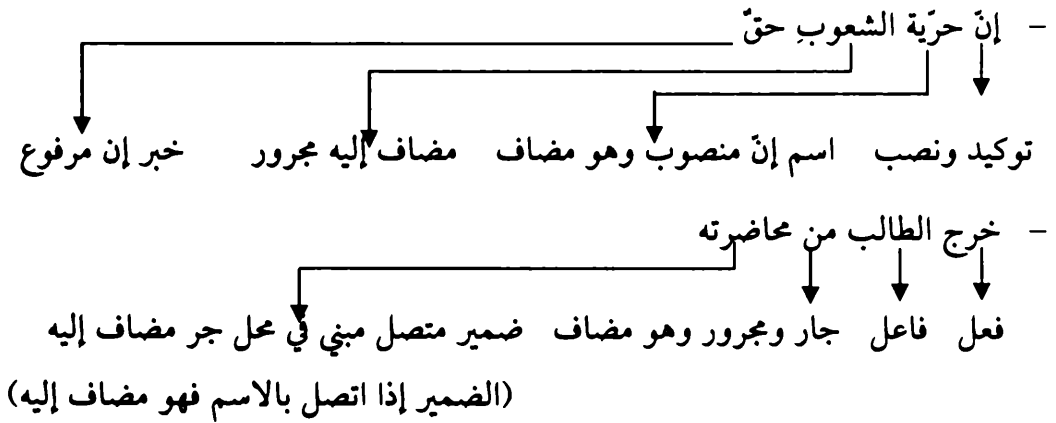 – إنّ حرّية الشعوبِ حقّ
توكيد ونصب اسم إنّ منصوب وهو مضاف مضاف إليه مجرور خبر إن مرفوع
– خرج الطالب من محاضرته
فعل فاعل جار ومجرور وهو مضاف ضمير متصل مبني في محل جر مضاف إليه
(الضمير إذا اتصل بالاسم فهو مضاف إليه)